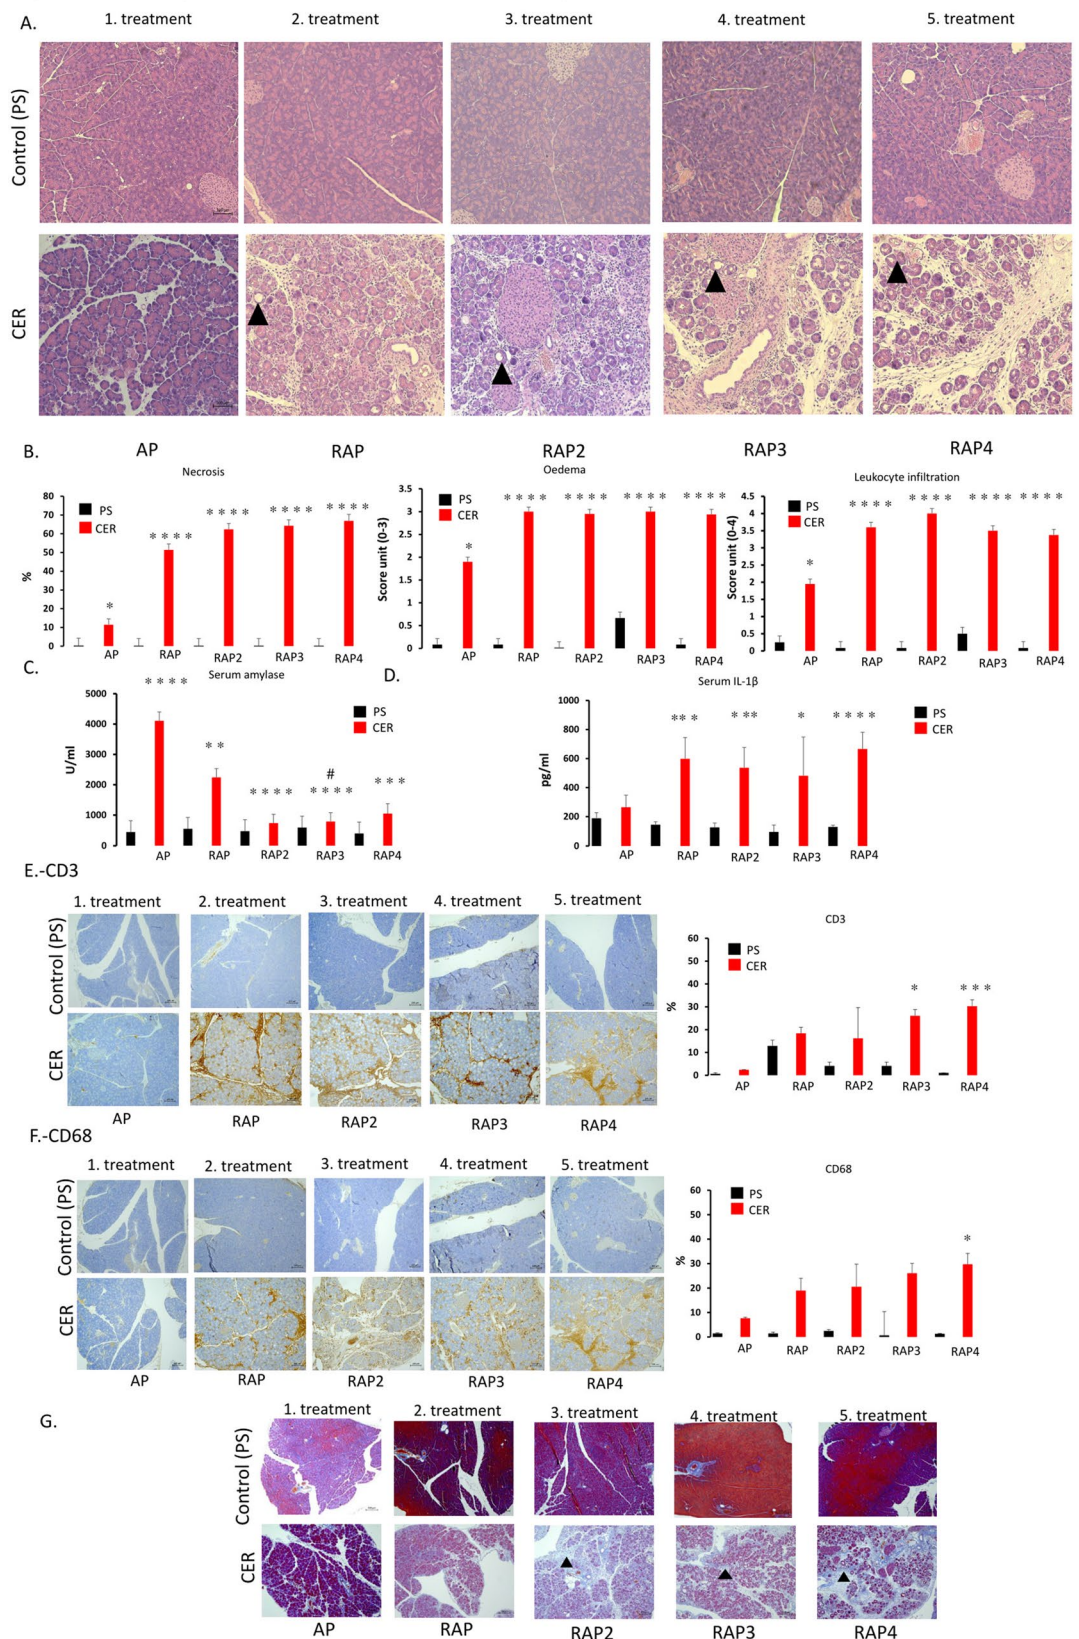 A.
1. treatment 2. treatment 3. treatment 4. treatment 5. treatment
Control (PS)
CER
AP RAP RAP2 RAP3 RAP4
B.
Necrosis
PS
CER
* * * * * * * * * * * * * * * * *
%
80
70
60
50
40
30
20
10
0
AP RAP RAP2 RAP3 RAP4
Oedema
PS
CER
* * * * * * * * * * * * * * * * *
Score unit (0-3)
3.5
3
2.5
2
1.5
1
0.5
0
AP RAP RAP2 RAP3 RAP4
Leukocyte infiltration
PS
CER
* * * * * * * * * * * * * * * * *
Score unit (0-4)
4.5
4
3.5
3
2.5
2
1.5
1
0.5
0
AP RAP RAP2 RAP3 RAP4
C.
Serum amylase
PS
CER
* * * * * * * * * * # * * * * * * *
U/ml
5000
4000
3000
2000
1000
0
AP RAP RAP2 RAP3 RAP4
D.
Serum IL-1β
PS
CER
** * * ** * * * * *
pg/ml
1000
800
600
400
200
0
AP RAP RAP2 RAP3 RAP4
E.-CD3
1. treatment 2. treatment 3. treatment 4. treatment 5. treatment
Control (PS)
CER
AP RAP RAP2 RAP3 RAP4
CD3
PS
CER
* * * *
%
60
50
40
30
20
10
0
AP RAP RAP2 RAP3 RAP4
F.-CD68
1. treatment 2. treatment 3. treatment 4. treatment 5. treatment
Control (PS)
CER
AP RAP RAP2 RAP3 RAP4
CD68
PS
CER
*
%
60
50
40
30
20
10
0
AP RAP RAP2 RAP3 RAP4
G.
1. treatment 2. treatment 3. treatment 4. treatment 5. treatment
Control (PS)
CER
AP RAP RAP2 RAP3 RAP4